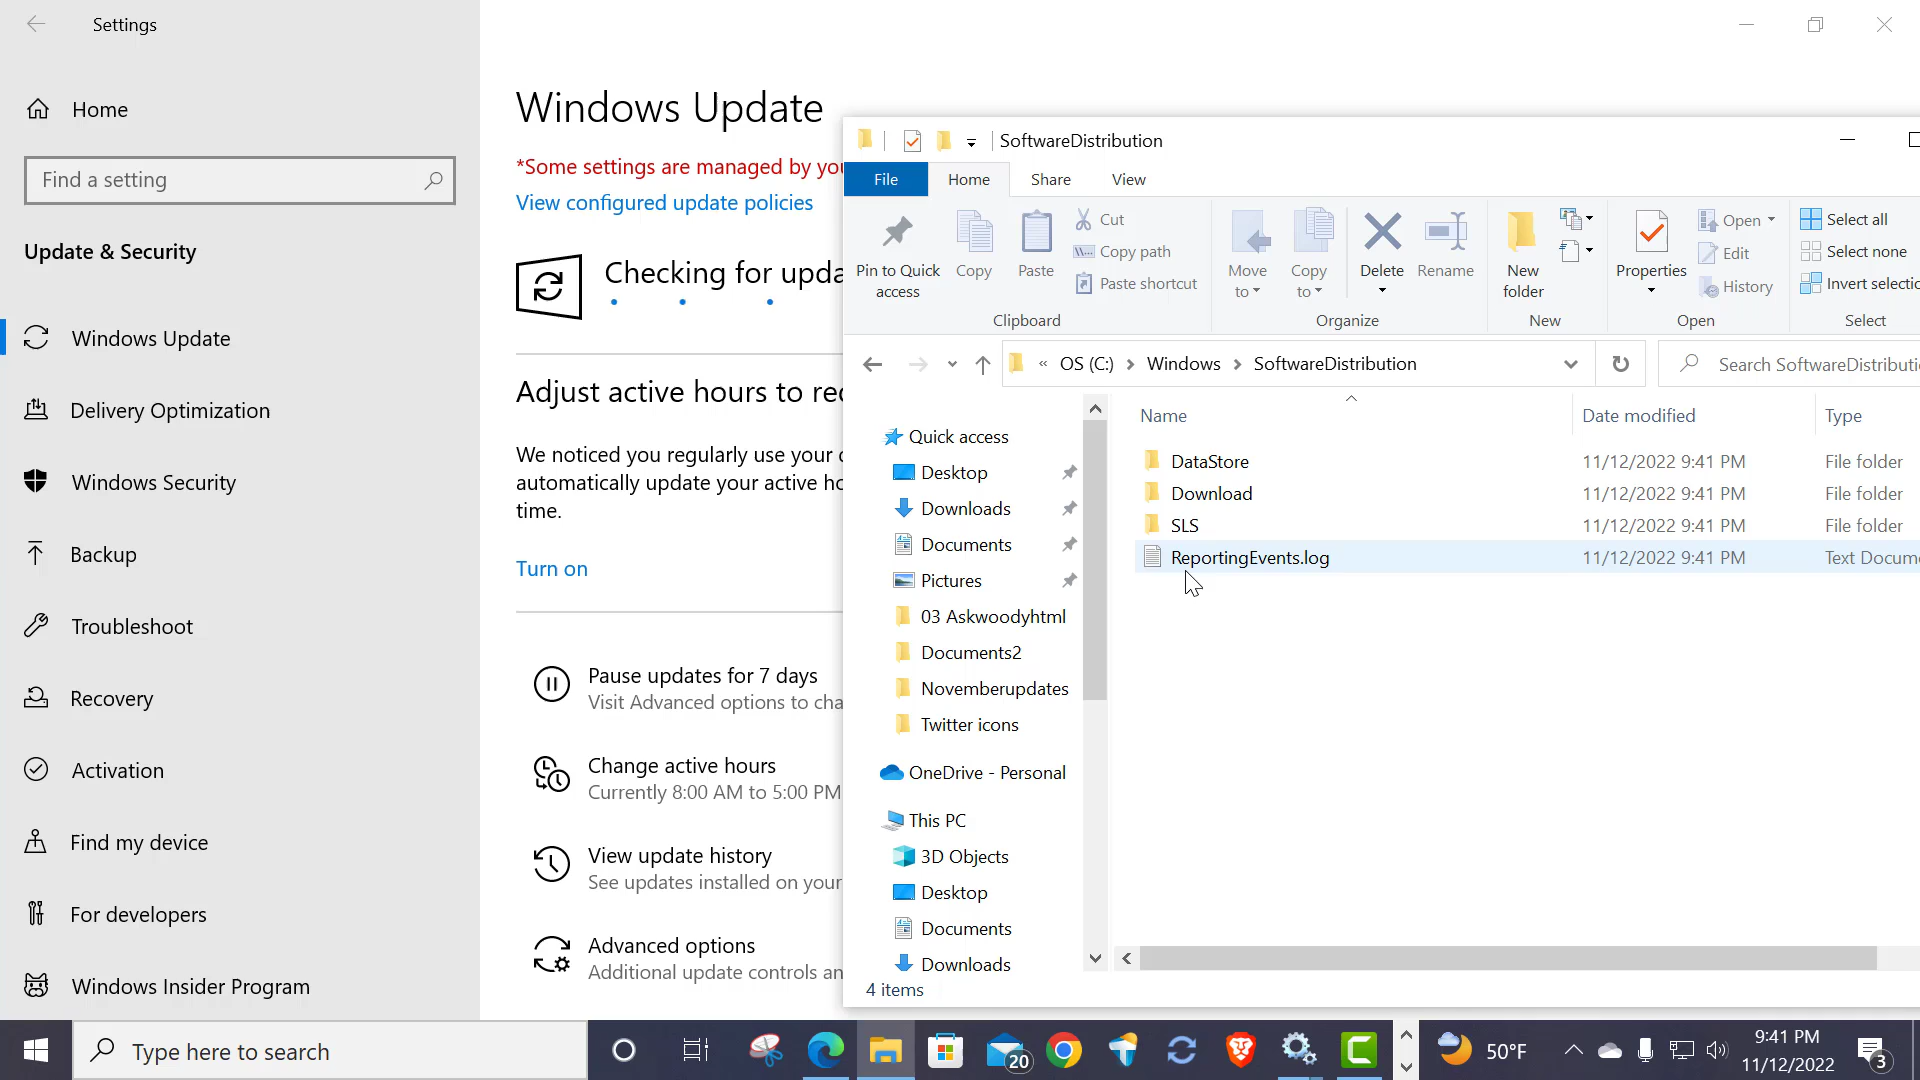 Settings
Home
Find a setting
Update & Security
Windows Update
Delivery Optimization
Windows Security
Backup
Troubleshoot
Recovery
Activation
Find my device
For developers
Windows Insider Program
Windows Update
*Some settings are managed by
View configured update policies
Checking for
Adjust active hours to
We noticed you regularly use your
automatically update your active
time.
Turn on
Pause updates for 7 days
Visit Advanced options to
Change active hours
Currently 8:00 AM to 5:00 PM
View update history
See updates installed on your
Advanced options
Additional update controls
SoftwareDistribution
File Home Share View
Pin to Quick access
Copy
Paste
Cut
Copy path
Paste shortcut
Clipboard
Move to
Copy to
Delete
Rename
Organize
New folder
New
Properties
Open
Edit
History
Open
Select all
Select none
Invert
Select
« OS (C:) › Windows › SoftwareDistribution
Search
Quick access
Desktop
Downloads
Documents
Pictures
03 Askwoodyhtml
Documents2
Novemberupdates
Twitter icons
OneDrive - Personal
This PC
3D Objects
Desktop
Documents
Downloads
Name Date modified Type
DataStore 11/12/2022 9:41 PM File folder
Download 11/12/2022 9:41 PM File folder
SLS 11/12/2022 9:41 PM File folder
ReportingEvents.log 11/12/2022 9:41 PM Text
4 items
Type here to search
20
50°F
9:41 PM
11/12/2022
3